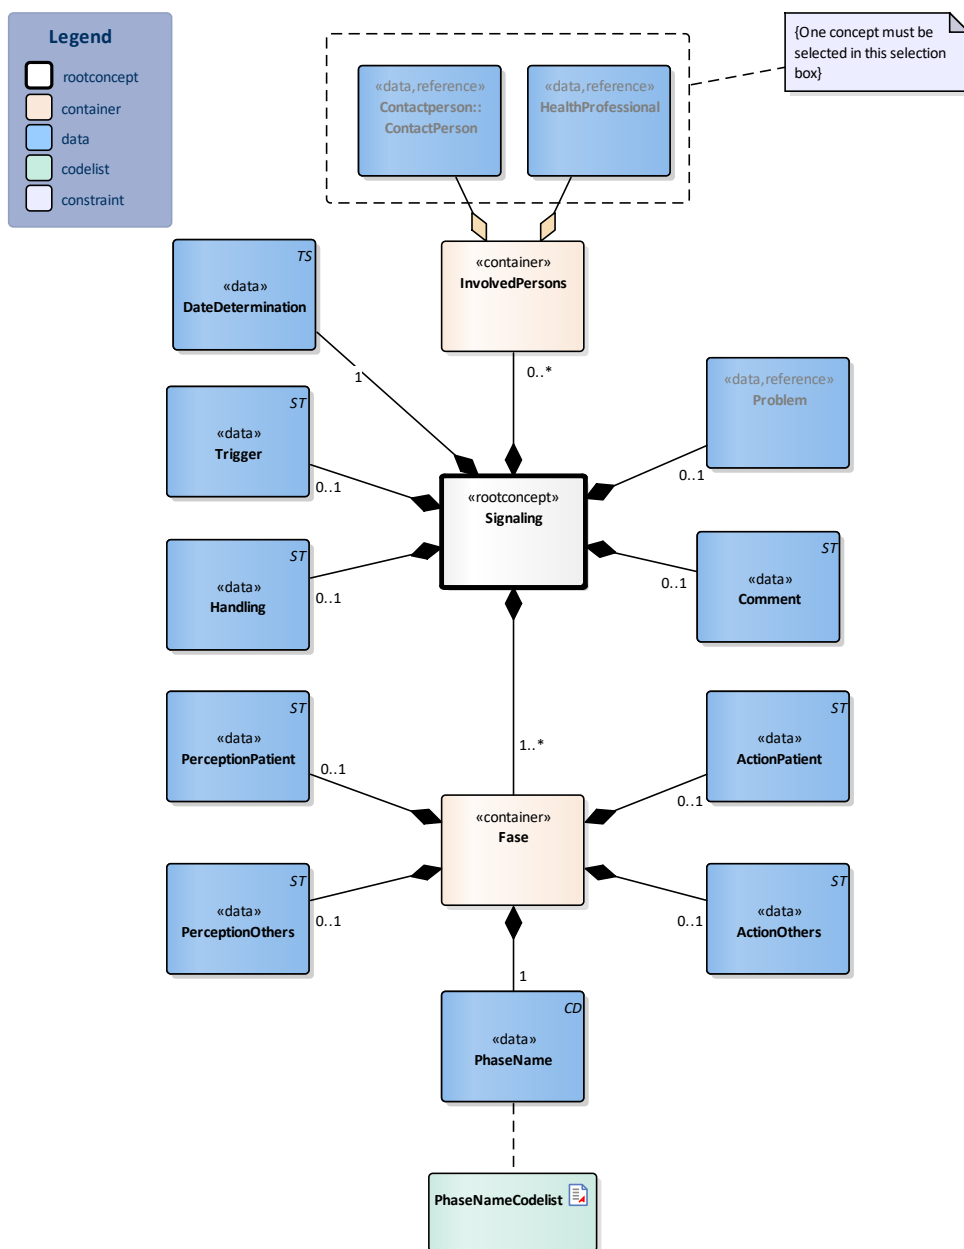 Legend
rootconcept
container
data
codelist
constraint
{One concept must be
selected in this selection
box}
«data,reference»
Contactperson::
ContactPerson
«data,reference»
HealthProfessional
«container»
InvolvedPersons
TS
«data»
DateDetermination
1
0..*
«data,reference»
Problem
0..1
ST
«data»
Trigger
0..1
«rootconcept»
Signaling
ST
«data»
Handling
0..1
ST
«data»
Comment
0..1
1..*
ST
«data»
PerceptionPatient
0..1
ST
«data»
ActionPatient
0..1
«container»
Fase
ST
«data»
PerceptionOthers
0..1
ST
«data»
ActionOthers
0..1
1
CD
«data»
PhaseName
PhaseNameCodelist